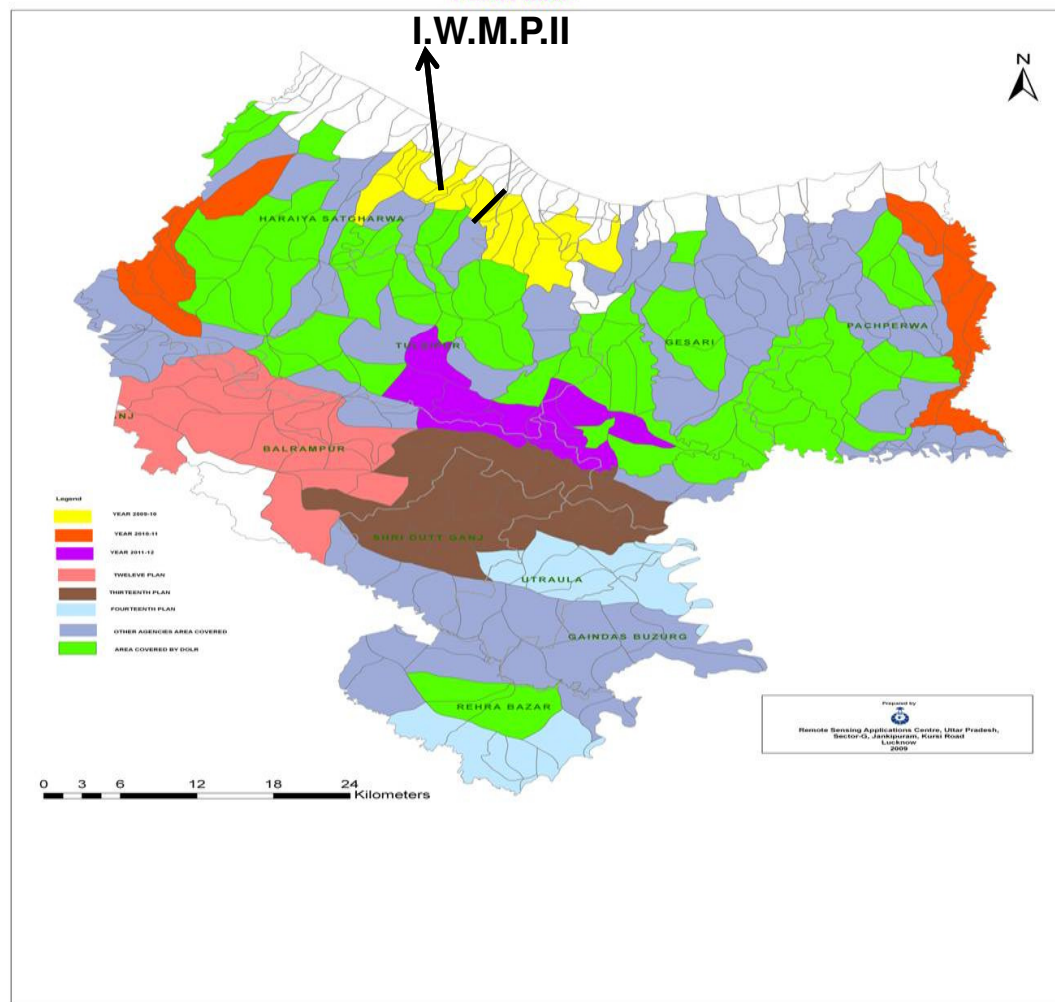 I.W.M.P.II
N
HARAIYA SATGHARWA
PACHPERWA
GESARI
NJ
BALRAMPUR
Legend
YEAR 2009-10
YEAR 2010-11
YEAR 2011-12
TWELEVE PLAN
THIRTEENTH PLAN
FOURTEENTH PLAN
OTHER AGENCIES AREA COVERED
AREA COVERED BY DOLR
SHRI DUTT GANJ
UTRAULA
GAINDAS BUZURG
REHRA BAZAR
Prepared by
Remote Sensing Applications Centre, Uttar Pradesh,
Sector-G, Jankipuram, Kursi Road
Lucknow
2009
0 3 6 12 18 24
Kilometers